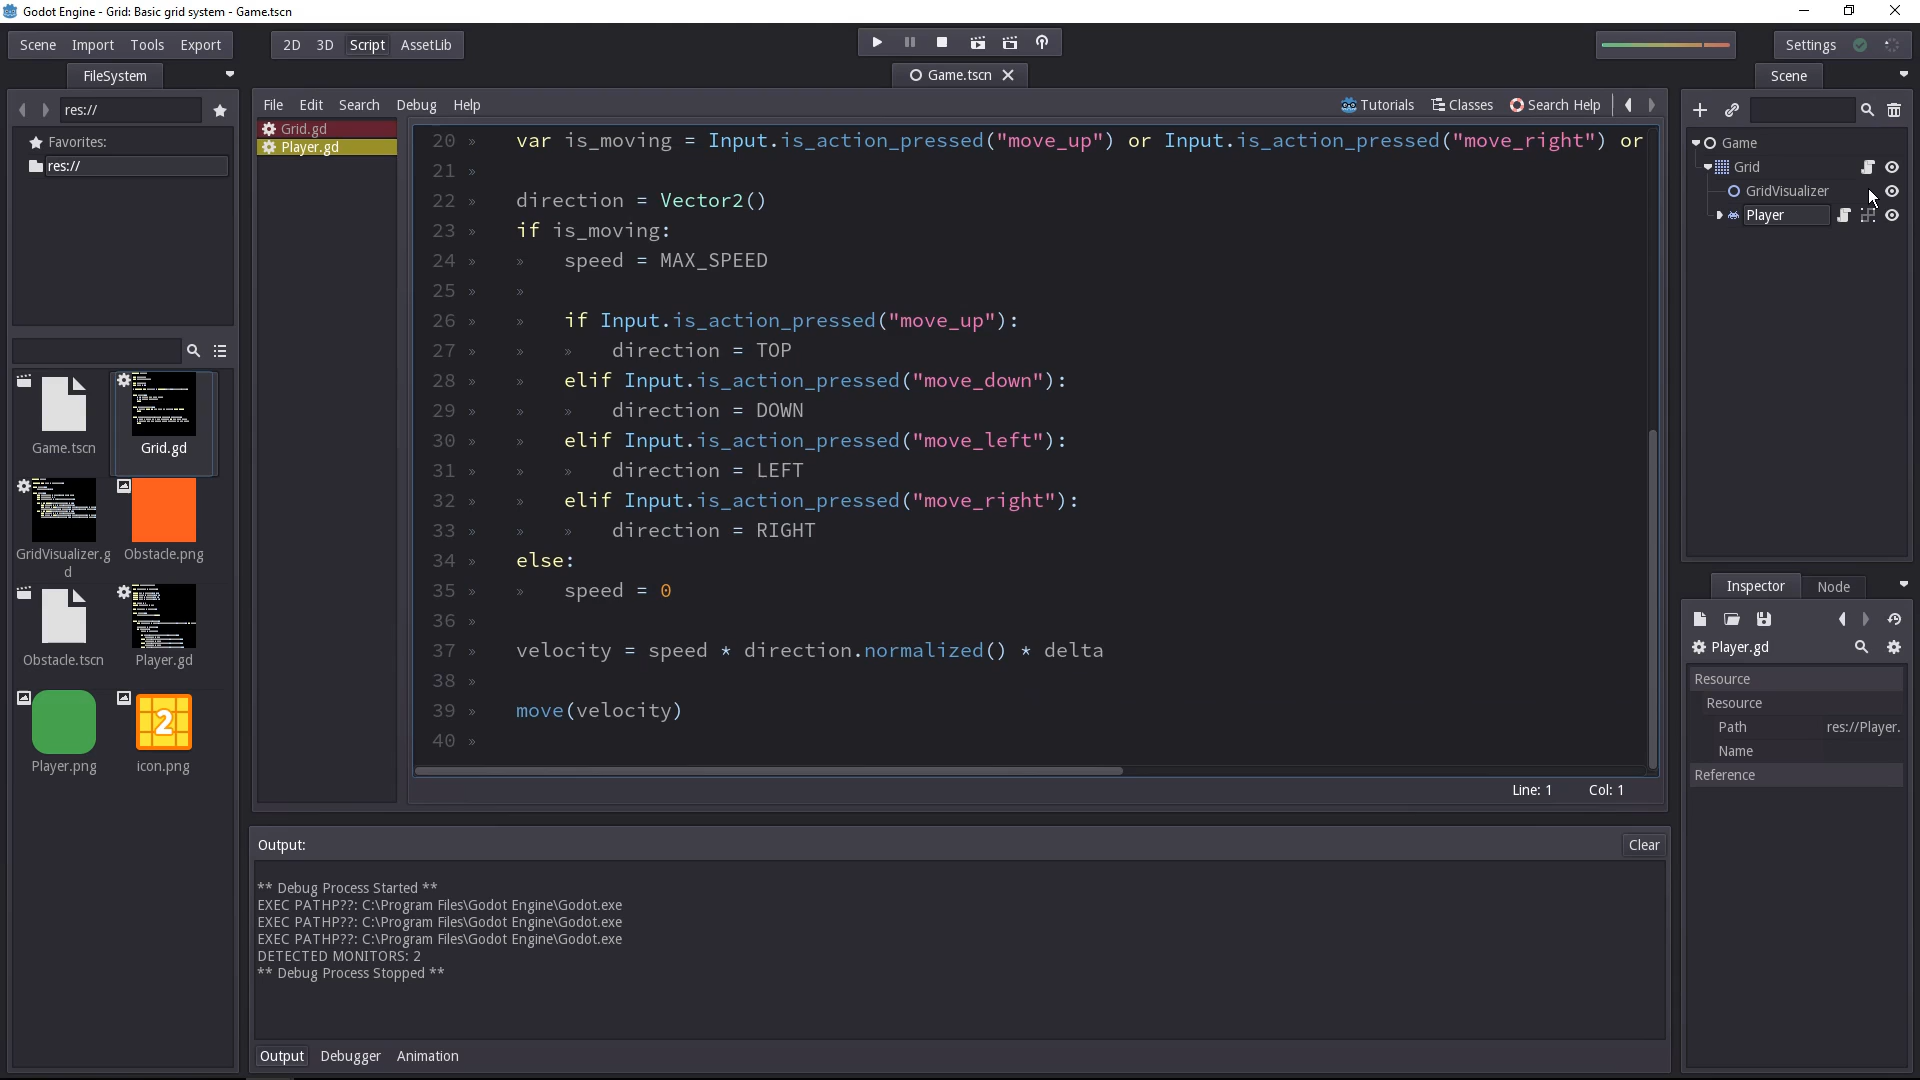 Godot Engine - Grid: Basic grid system - Game.tscn
Scene Import Tools Export
2D 3D Script AssetLib
Settings
FileSystem
Game.tscn
Scene
res://
Favorites:
res://
Game.tscn
Grid.gd
GridVisualizer.g
d
Obstacle.png
Obstacle.tscn
Player.gd
Player.png
2
icon.png
File Edit Search Debug Help
Tutorials Classes Search Help
Grid.gd
Player.gd
20 var is_moving = Input.is_action_pressed("move_up") or Input.is_action_pressed("move_right") or
21
22 direction = Vector2()
23 if is_moving:
24 speed = MAX_SPEED
25
26 if Input.is_action_pressed("move_up"):
27 direction = TOP
28 elif Input.is_action_pressed("move_down"):
29 direction = DOWN
30 elif Input.is_action_pressed("move_left"):
31 direction = LEFT
32 elif Input.is_action_pressed("move_right"):
33 direction = RIGHT
34 else:
35 speed = 0
36
37 velocity = speed * direction.normalized() * delta
38
39 move(velocity)
40
Line: 1 Col: 1
Output:
Clear
** Debug Process Started **
EXEC PATHP??: C:\Program Files\Godot Engine\Godot.exe
EXEC PATHP??: C:\Program Files\Godot Engine\Godot.exe
EXEC PATHP??: C:\Program Files\Godot Engine\Godot.exe
DETECTED MONITORS: 2
** Debug Process Stopped **
Output Debugger Animation
Game
Grid
GridVisualizer
Player
Inspector Node
Player.gd
Resource
Resource
Path res://Player.
Name
Reference